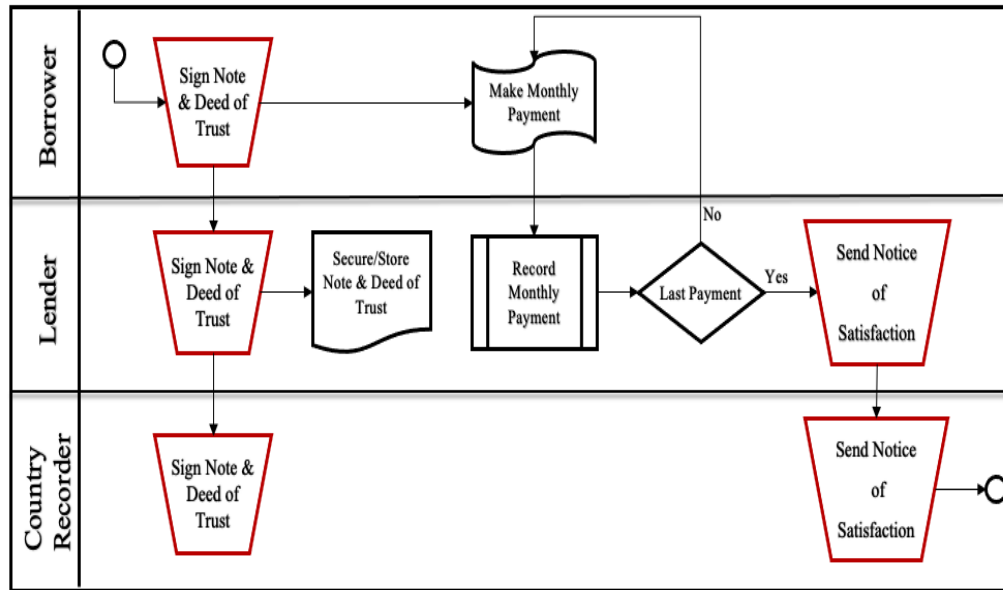 Borrower
Sign Note
& Deed of
Trust
Make Monthly
Payment
Lender
Sign Note &
Deed of
Trust
Secure/Store
Note & Deed of
Trust
Record
Monthly
Payment
Last Payment
No
Yes
Send Notice
of
Satisfaction
Country
Recorder
Sign Note &
Deed of
Trust
Send Notice
of
Satisfaction